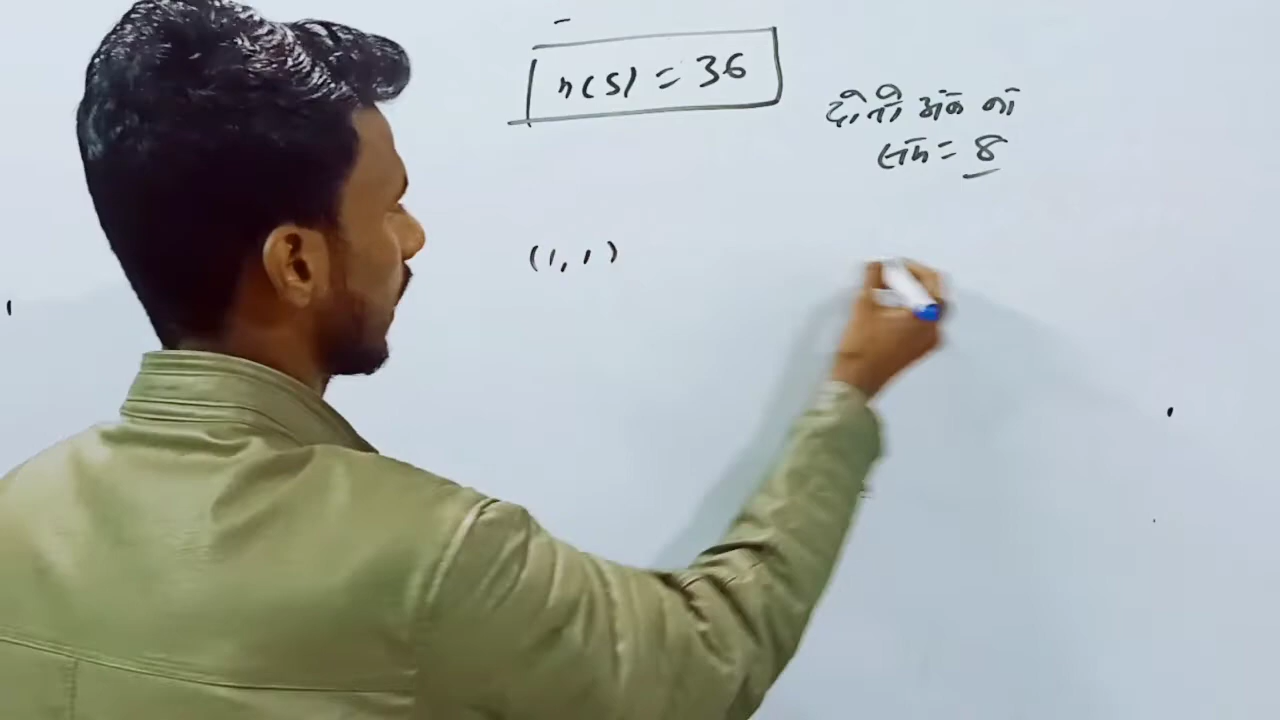 n(S) = 36
दोनो अंक का
= 8
(1, 1)